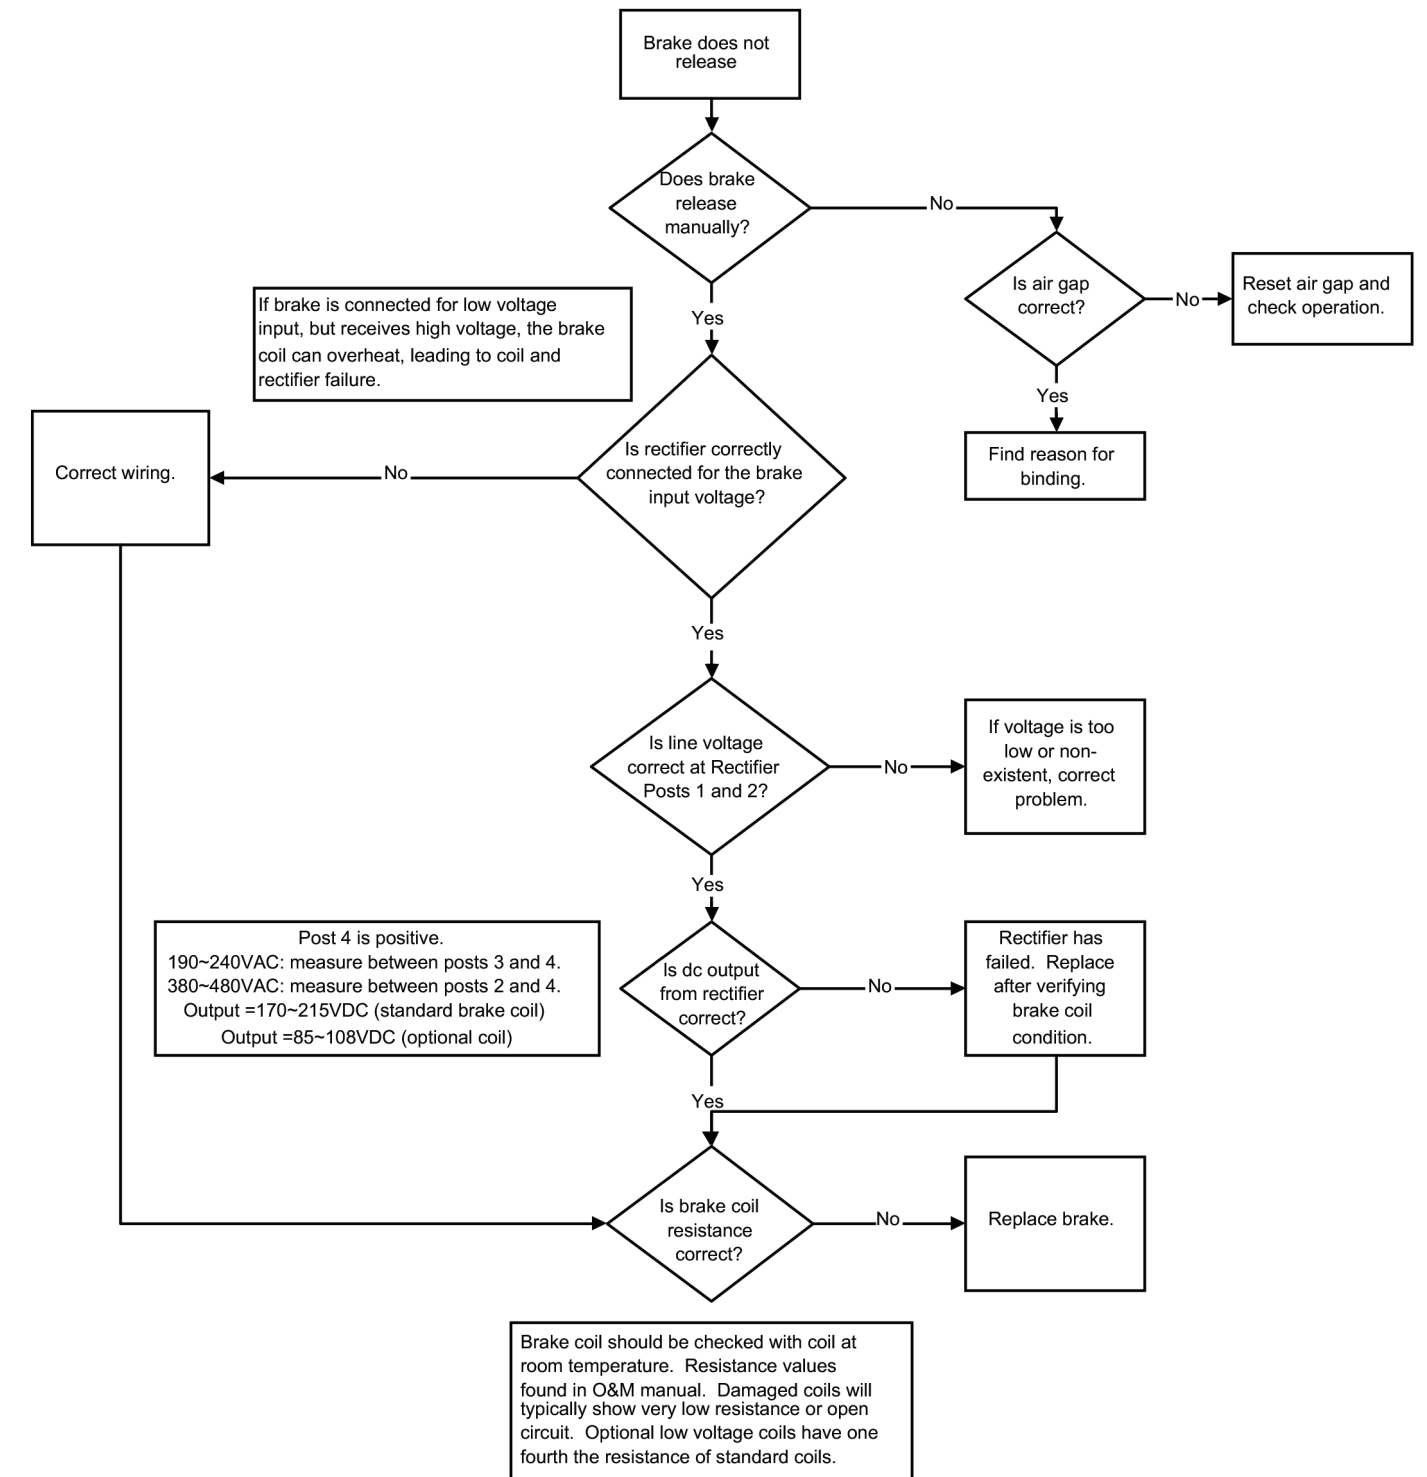 Brake does not
release
Does brake
release
manually?
No
Is air gap
correct?
No
Reset air gap and
check operation.
Yes
Find reason for
binding.
Yes
If brake is connected for low voltage
input, but receives high voltage, the brake
coil can overheat, leading to coil and
rectifier failure.
Is rectifier correctly
connected for the brake
input voltage?
No
Correct wiring.
Yes
Is line voltage
correct at Rectifier
Posts 1 and 2?
No
If voltage is too
low or non-
existent, correct
problem.
Yes
Post 4 is positive.
190~240VAC: measure between posts 3 and 4.
380~480VAC: measure between posts 2 and 4.
Output =170~215VDC (standard brake coil)
Output =85~108VDC (optional coil)
Is dc output
from rectifier
correct?
No
Rectifier has
failed.  Replace
after verifying
brake coil
condition.
Yes
Is brake coil
resistance
correct?
No
Replace brake.
Brake coil should be checked with coil at
room temperature.  Resistance values
found in O&M manual.  Damaged coils will
typically show very low resistance or open
circuit.  Optional low voltage coils have one
fourth the resistance of standard coils.